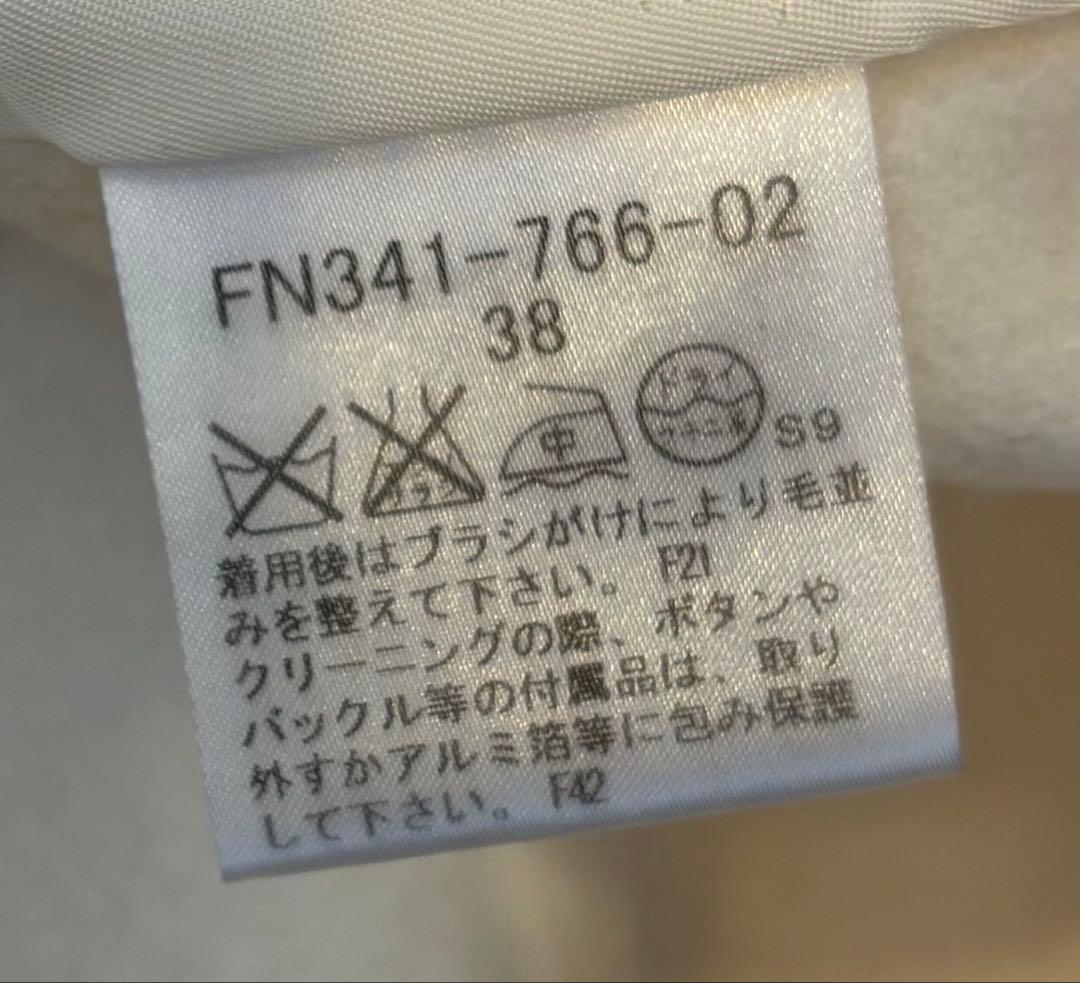 FN341-766-02
38
中
ドライ
S9
着用後はブラシがけにより毛並
みを整えて下さい。 F21
クリーニングの際、ボタンや
バックル等の付属品は、取り
外すかアルミ箔等に包み保護
して下さい。 F42